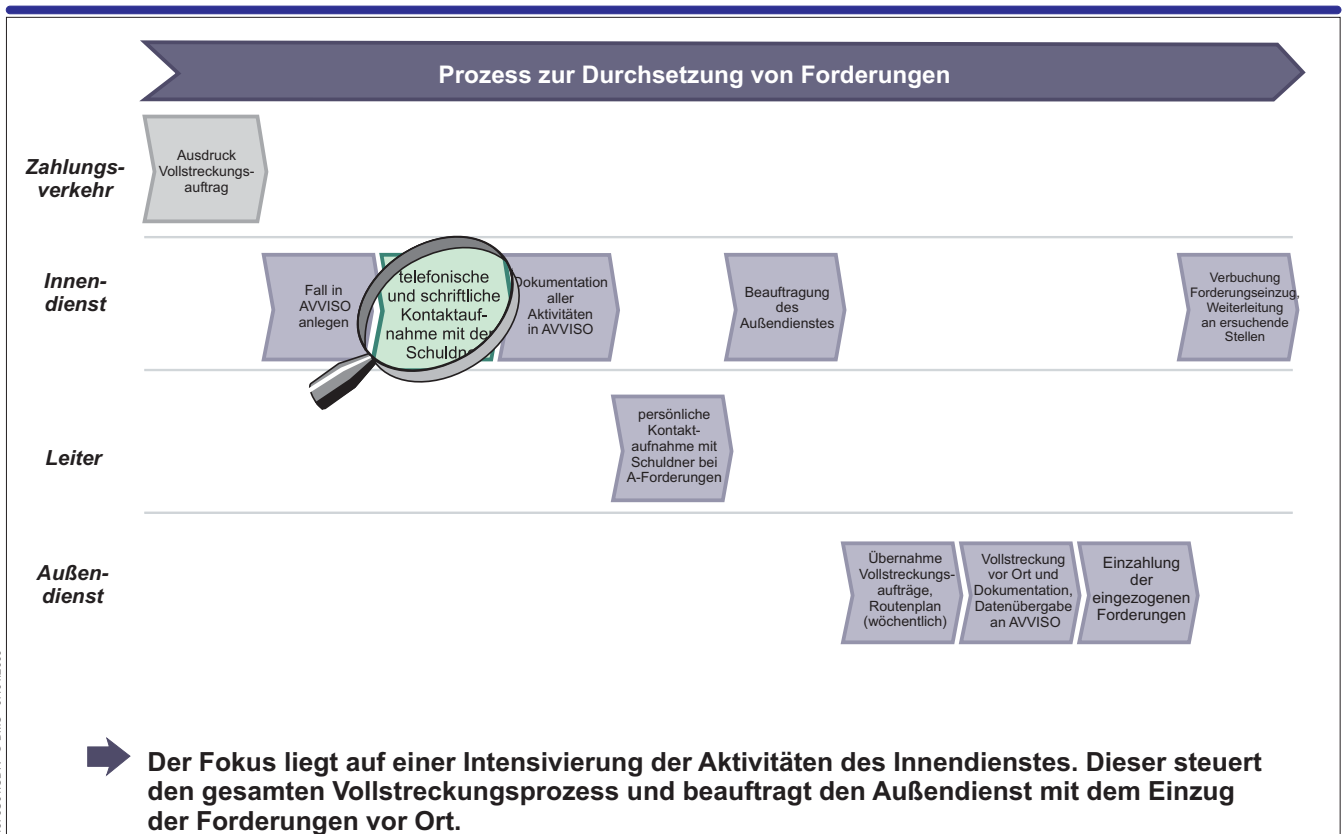 Prozess zur Durchsetzung von Forderungen
Zahlungs-
verkehr
Ausdruck
Vollstreckungs-
auftrag
Innen-
dienst
Fall in
AVVISO
anlegen
telefonische
und schriftliche
Kontaktauf-
nahme mit dem
Schuldner
Dokumentation
aller
Aktivitäten
in AVVISO
Beauftragung
des
Außendienstes
Verbuchung
Forderungseinzug,
Weiterleitung
an ersuchende
Stellen
Leiter
persönliche
Kontakt-
aufnahme mit
Schuldner bei
A-Forderungen
Außen-
dienst
Übernahme
Vollstreckungs-
aufträge,
Routenplan
(wöchentlich)
Vollstreckung
vor Ort und
Dokumentation,
Datenübergabe
an AVVISO
Einzahlung
der
eingezogenen
Forderungen
Der Fokus liegt auf einer Intensivierung der Aktivitäten des Innendienstes. Dieser steuert
den gesamten Vollstreckungsprozess und beauftragt den Außendienst mit dem Einzug
der Forderungen vor Ort.